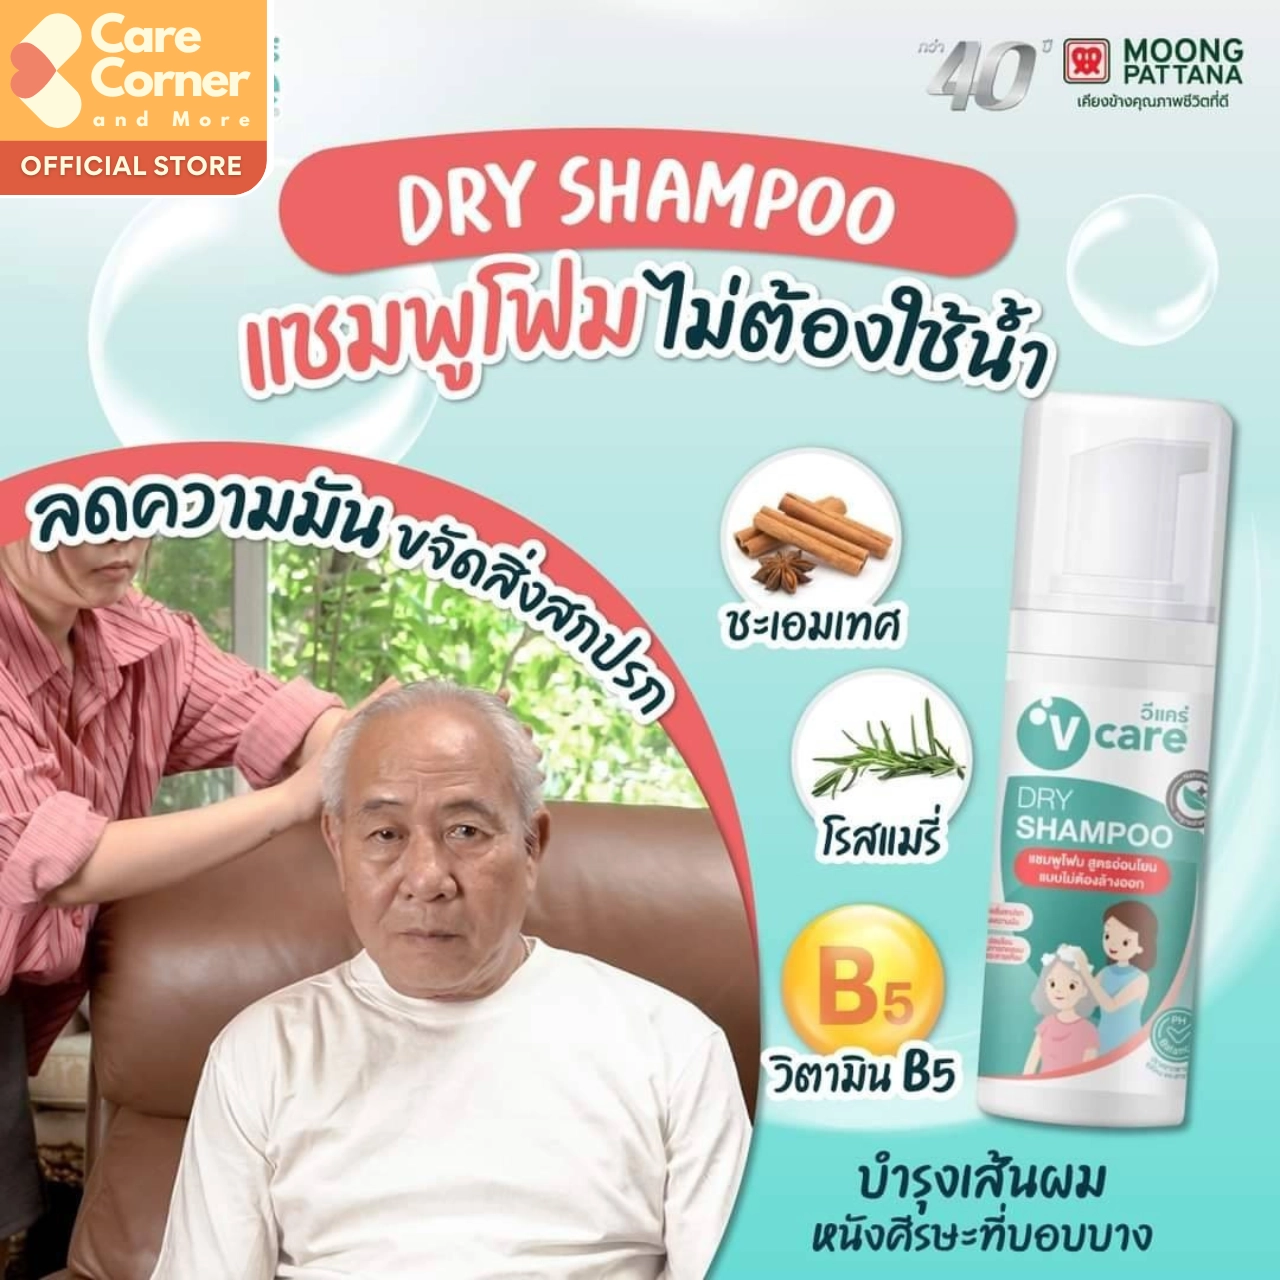 Care
Corner
and More
OFFICIAL STORE
กว่า 40 ปี
MOONG
PATTANA
เคียงข้างคุณภาพชีวิตที่ดี
DRY SHAMPOO
แชมพูโฟม ไม่ต้องใช้น้ำ
ลดความมัน ขจัดสิ่งสกปรก
ชะเอมเทศ
โรสแมรี่
B5
วิตามิน B5
วีแคร์
V care
DRY
SHAMPOO
แชมพูโฟม สูตรอ่อนโยน
แบบไม่ต้องล้างออก
PH
บำรุงเส้นผม
หนังศีรษะที่บอบบาง